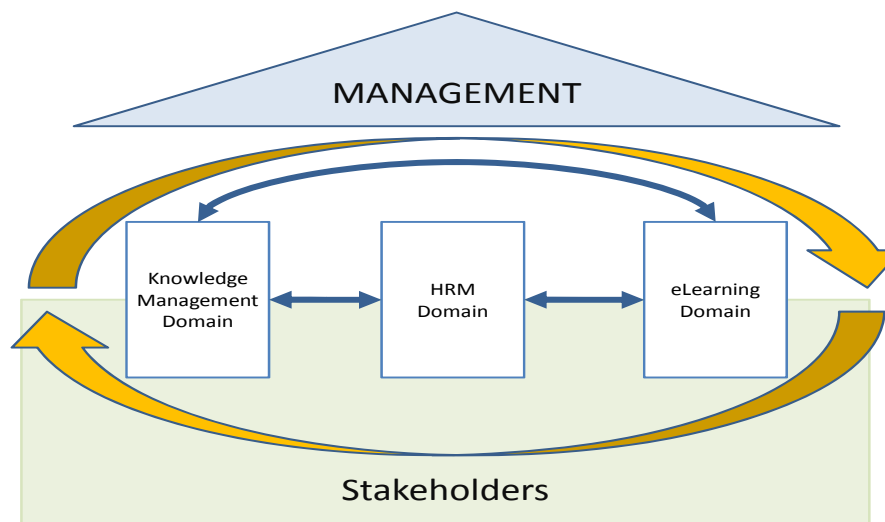 MANAGEMENT
Knowledge
Management
Domain
HRM
Domain
eLearning
Domain
Stakeholders